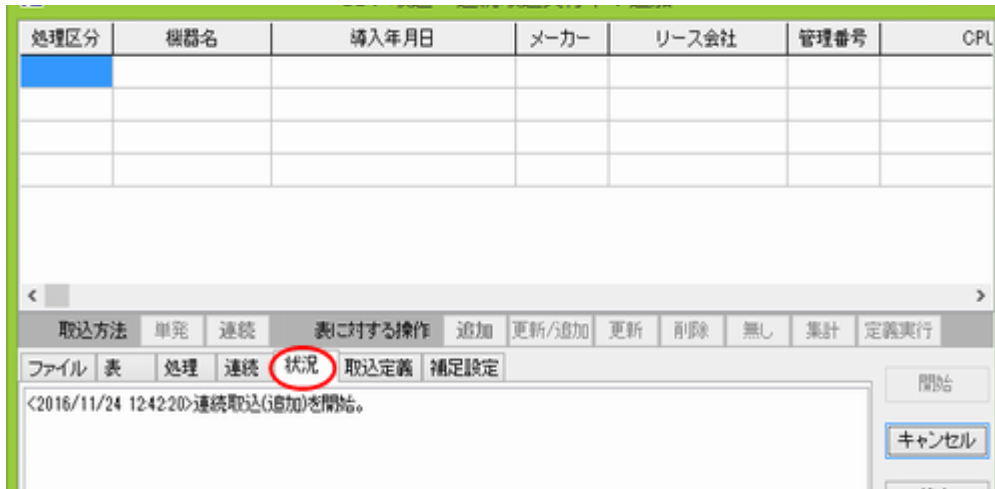 処理区分 機器名 導入年月日 メーカー リース会社 管理番号 CPU
取込方法 単発 連続 表に対する操作 追加 更新/追加 更新 削除 無し 集計 定義実行
ファイル 表 処理 連続 状況 取込定義 補足設定
開始
<2016/11/24 12:42:20>連続取込(追加)を開始。
キャンセル